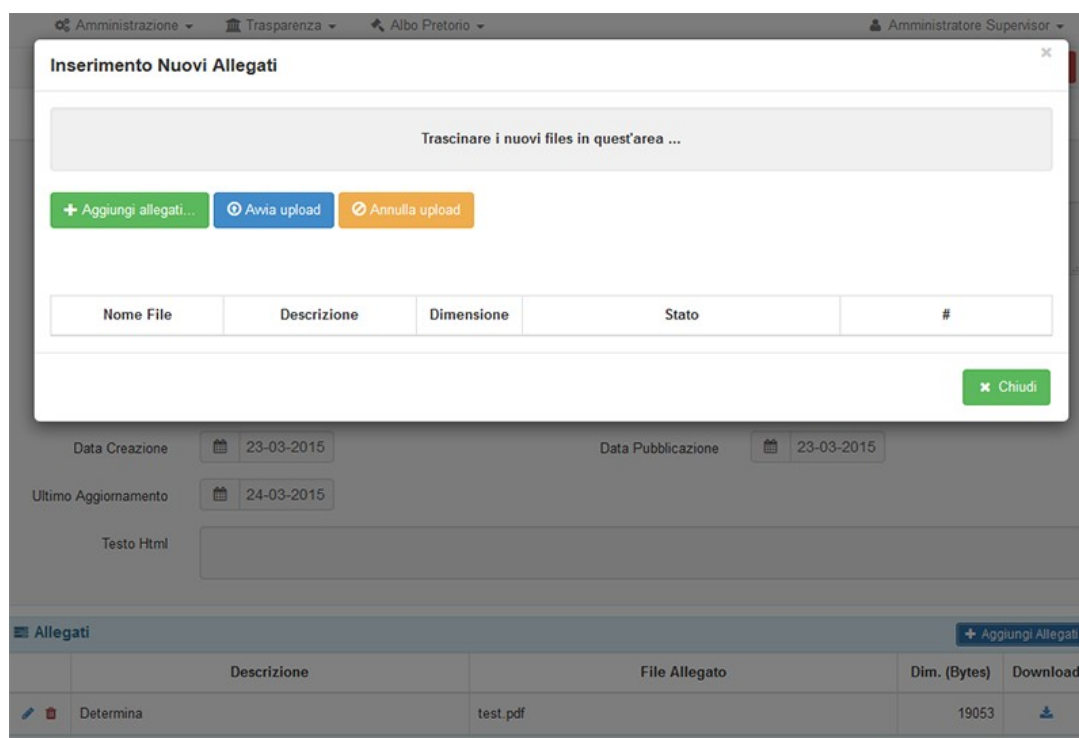 Amministrazione Trasparenza Albo Pretorio Amministratore Supervisor
Inserimento Nuovi Allegati ×
Trascinare i nuovi files in quest'area ...
+ Aggiungi allegati... Avvia upload Annulla upload
Nome File Descrizione Dimensione Stato #
× Chiudi
Data Creazione 23-03-2015 Data Pubblicazione 23-03-2015
Ultimo Aggiornamento 24-03-2015
Testo Html
Allegati + Aggiungi Allegati
Descrizione File Allegato Dim. (Bytes) Download
Determina test.pdf 19053